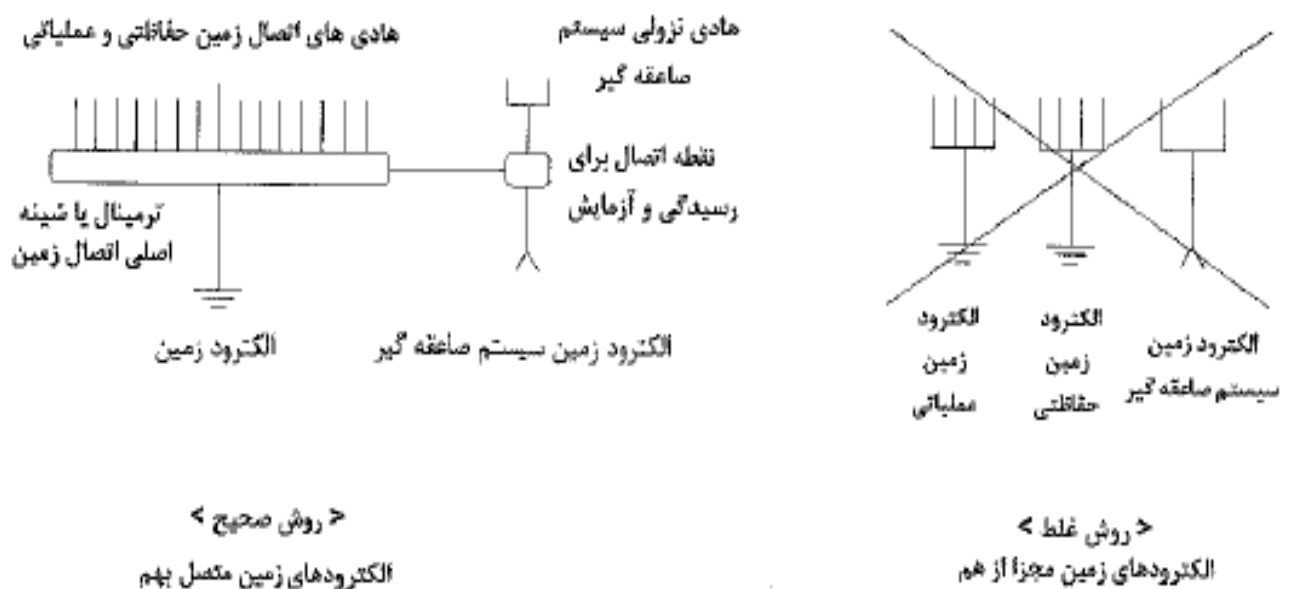 هادی های اتصال زمین حفاظتی و عملیاتی
هادی نزولی سیستم
صاعقه گیر
نقطه اتصال برای
رسیدگی و آزمایش
ترمینال یا شینه
اصلی اتصال زمین
الکترود زمین
الکترود زمین سیستم صاعقه گیر
< روش صحیح >
الکترودهای زمین متصل بهم
الکترود زمین
سیستم صاعقه گیر
الکترود
زمین
حفاظتی
الکترود
زمین
عملیاتی
< روش غلط >
الکترودهای زمین مجزا از هم